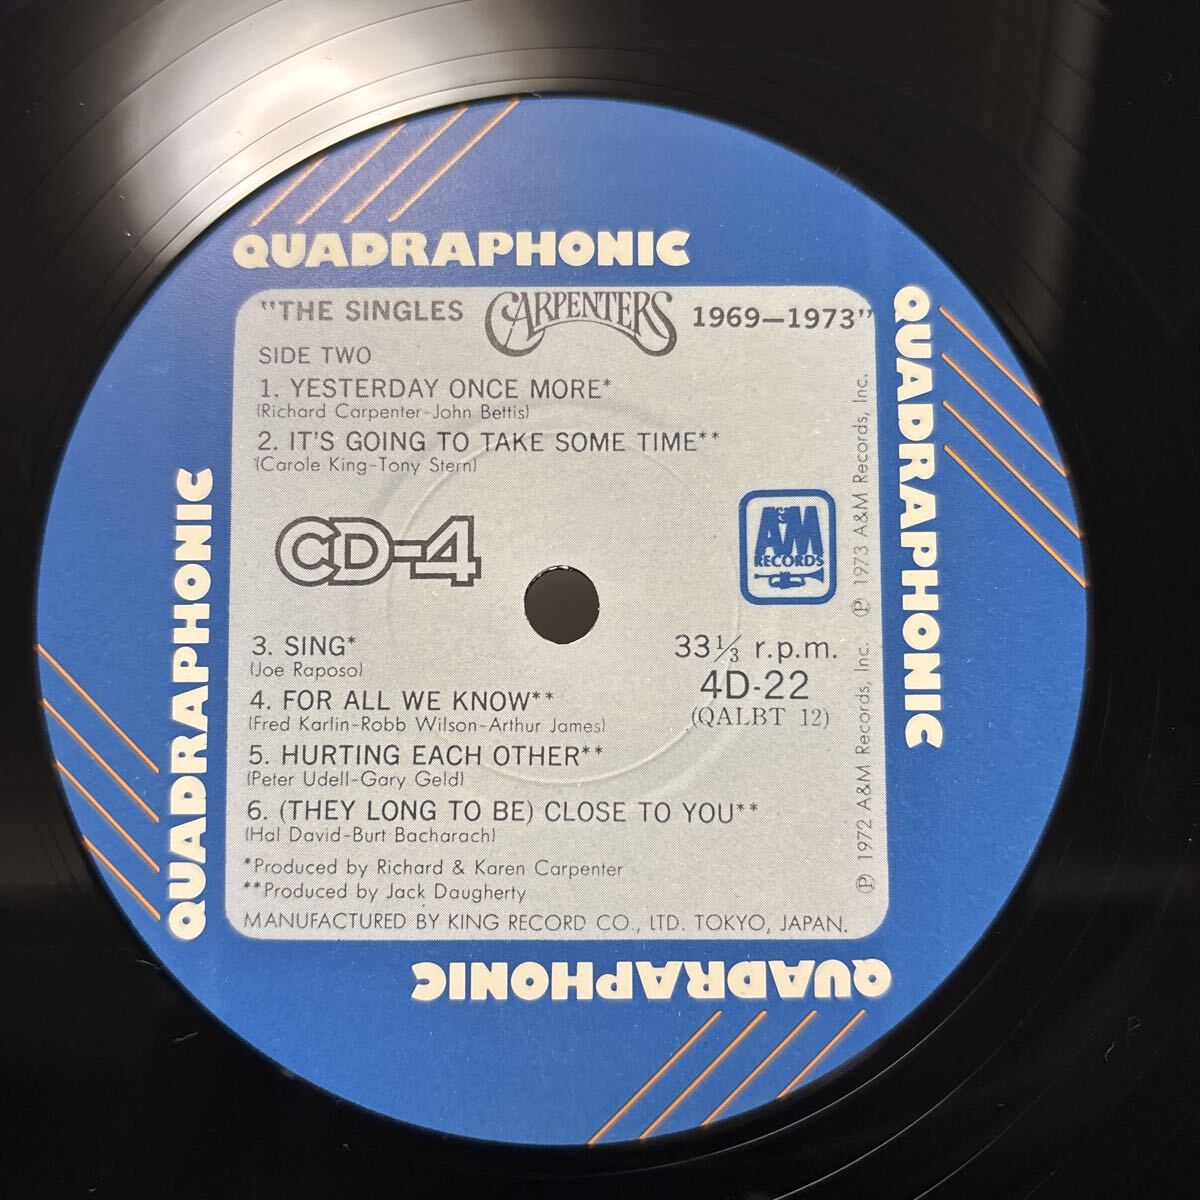 QUADRAPHONIC
"THE SINGLES CARPENTERS 1969–1973"
SIDE TWO
1. YESTERDAY ONCE MORE*
(Richard Carpenter-John Bettis)
2. IT'S GOING TO TAKE SOME TIME**
(Carole King-Tony Stern)
CD-4
A&M
RECORDS
3. SING*
(Joe Raposo)
33 1/3 r.p.m.
4D-22
(QALBT 12)
4. FOR ALL WE KNOW**
(Fred Karlin-Robb Wilson-Arthur James)
5. HURTING EACH OTHER**
(Peter Udell-Gary Geld)
6. (THEY LONG TO BE) CLOSE TO YOU**
(Hal David-Burt Bacharach)
*Produced by Richard & Karen Carpenter
**Produced by Jack Daugherty
MANUFACTURED BY KING RECORD CO., LTD. TOKYO, JAPAN.
Ⓟ 1972 A&M Records, Inc. Ⓟ 1973 A&M Records, Inc.
QUADRAPHONIC
QUADRAPHONIC
QUADRAPHONIC